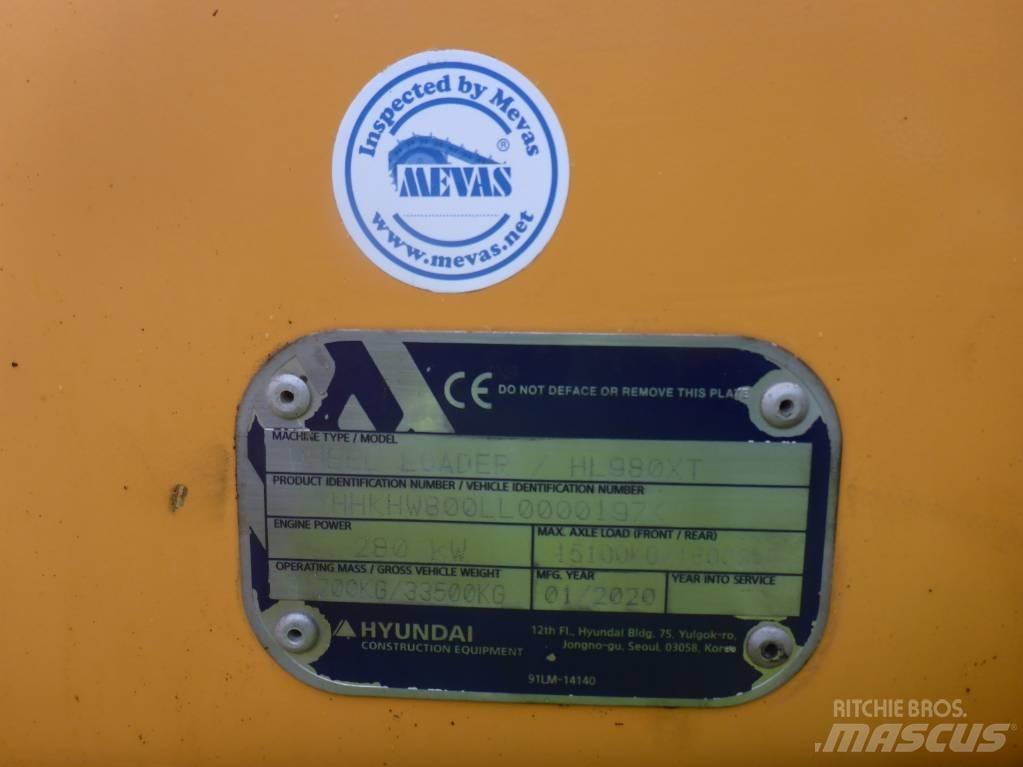 Inspected by Mevas
MEVAS ®
www.mevas.net
CE DO NOT DEFACE OR REMOVE THIS PLATE
MACHINE TYPE / MODEL
WHEEL LOADER / HL980XT
PRODUCT IDENTIFICATION NUMBER / VEHICLE IDENTIFICATION NUMBER
ENGINE POWER
MAX. AXLE LOAD (FRONT / REAR)
280 kW
OPERATING MASS / GROSS VEHICLE WEIGHT
MFG. YEAR
YEAR INTO SERVICE
01/2020
HYUNDAI
CONSTRUCTION EQUIPMENT
12th Fl., Hyundai Bldg. 75, Yulgok-ro,
Jongno-gu, Seoul, 03058, Korea
91LM-14140
RITCHIE BROS.
MASCUS